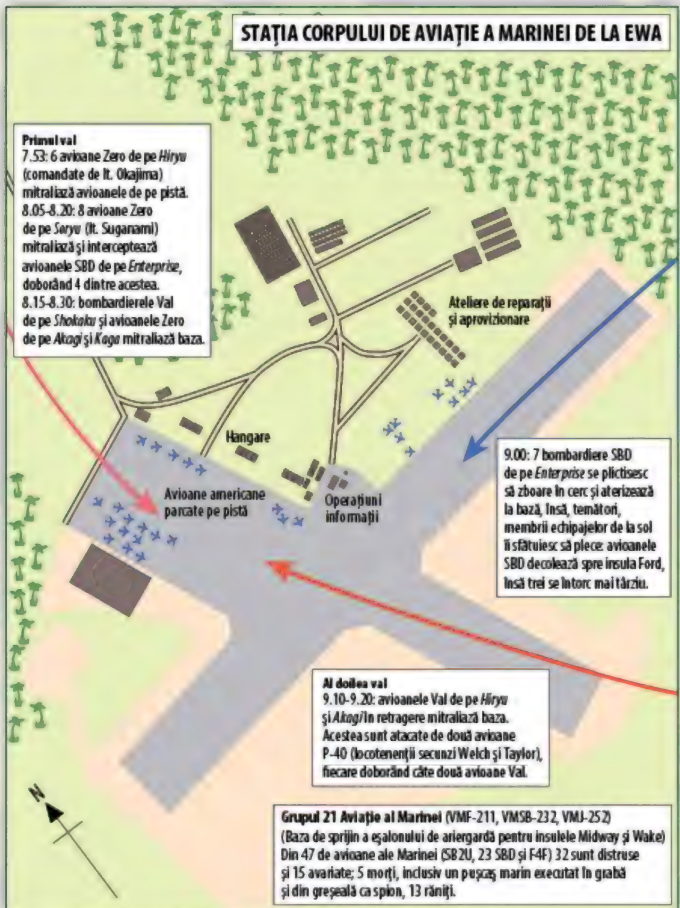 STAȚIA CORPULUI DE AVIAȚIE A MARINEI DE LA EWA
Primul val
7.53: 6 avioane Zero de pe Hiryu
(comandate de lt. Okajima)
mitraliază avioanele de pe pistă.
8.05-8.20: 8 avioane Zero
de pe Soryu (lt. Suganami)
mitraliază și interceptează
avioanele SBD de pe Enterprise,
doborând 4 dintre acestea.
8.15-8.30: bombardierele Val
de pe Shokaku și avioanele Zero
de pe Akagi și Kaga mitraliază baza.
Ateliere de reparații
și aprovizionare
Hangare
Avioane americane
parcate pe pistă
Operațiuni
informații
9.00: 7 bombardiere SBD
de pe Enterprise se plictisesc
să zboare în cerc și aterizează
la bază. Însă, temători,
membrii echipajelor de la sol
îi sfătuiesc să plece: avioanele
SBD decolează spre insula Ford,
însă trei se întorc mai târziu.
Al doilea val
9.10-9.20: avioanele Val de pe Hiryu
și Akagi în retragere mitraliază baza.
Acestea sunt atacate de două avioane
P-40 (locotenenții secunzi Welch și Taylor),
fiecare doborând câte două avioane Val.
N
Grupul 21 Aviație al Marinei (VMF-211, VMSB-232, VMJ-252)
(Baza de sprijin a eșalonului de ariergardă pentru insulele Midway și Wake)
Din 47 de avioane ale Marinei (SB2U, 23 SBD și F4F) 32 sunt distruse
și 15 avariate; 5 morți, inclusiv un pușcaș marin executat în grabă
și din greșeală ca spion, 13 răniți.